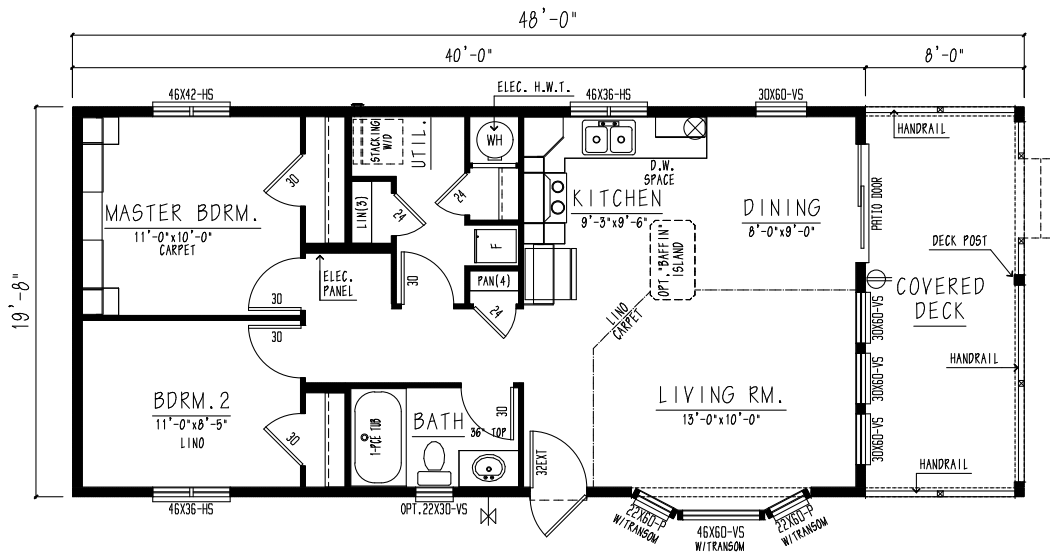 48'-0"
40'-0"
8'-0"
19'-8"
46X42-HS
ELEC. H.W.T.
46X36-HS
30X60-VS
HANDRAIL
STACKING
W/D
UTIL.
WH
D.W.
SPACE
30
24
LIN(3)
24
MASTER BDRM.
11'-0"x10'-0"
CARPET
KITCHEN
9'-3"x9'-6"
DINING
8'-0"x9'-0"
PATIO DOOR
DECK POST
OPT. "BAFFIN"
ISLAND
F
ELEC.
PANEL
PAN(4)
30
30
24
COVERED
DECK
LINO
CARPET
30X60-VS
30
HANDRAIL
30X60-VS
BDRM. 2
11'-0"x8'-5"
LINO
30
1-PCE TUB
BATH
36" TOP
30
LIVING RM.
13'-0"x10'-0"
30X60-VS
32EXT
HANDRAIL
46X36-HS
OPT.22X30-VS
22X60-P
W/TRANSOM
46X60-VS
W/TRANSOM
22X60-P
W/TRANSOM